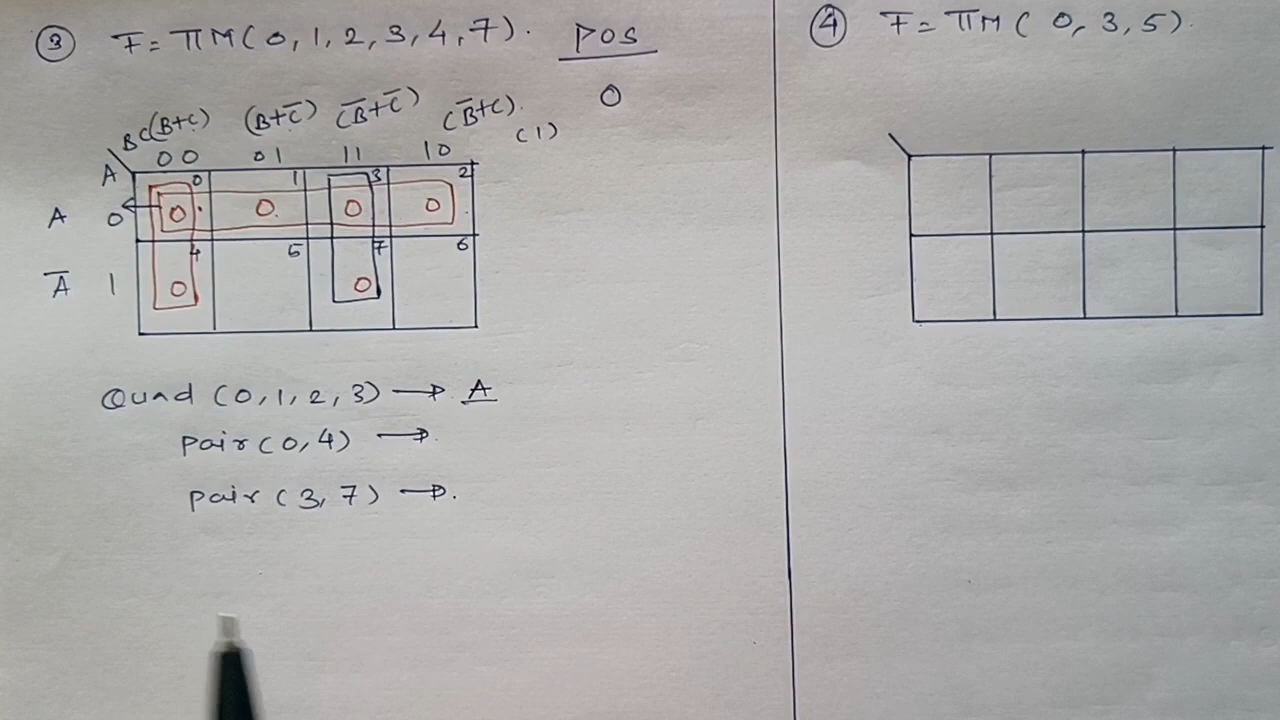 ③ F = ΠM(0, 1, 2, 3, 4, 7). POS
0
BC (B+C) (B+C̅) (B̅+C̅) (B̅+C). (1)
A 00 01 11 10
A 0 0 0 0. 1 0 3 0 2
A̅ 1 0 4 5 0 7 6
Quad (0, 1, 2, 3) → A
Pair (0, 4) →.
Pair (3, 7) →.
④ F = ΠM ( 0, 3, 5).